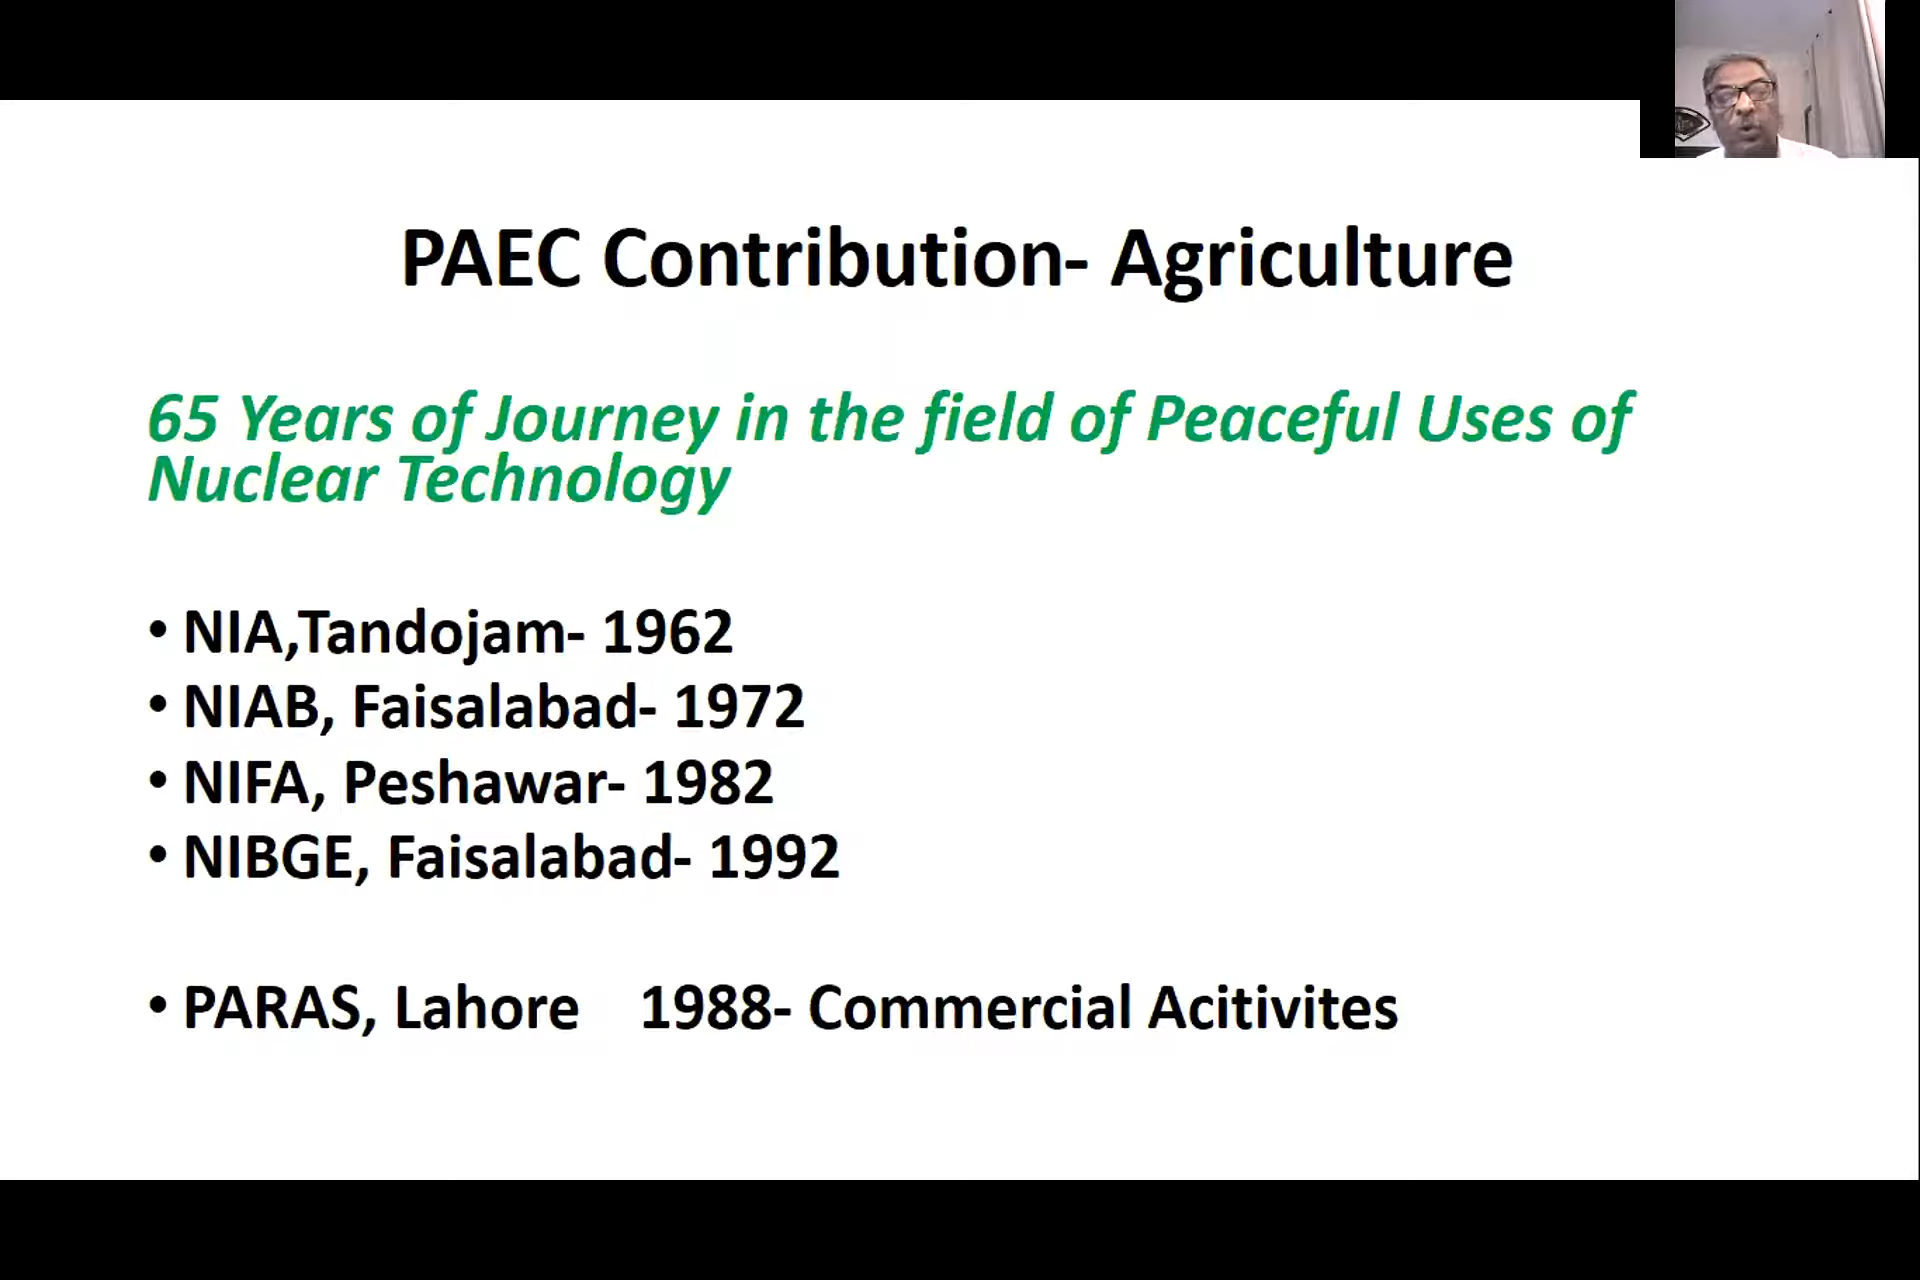 PAEC Contribution- Agriculture
65 Years of Journey in the field of Peaceful Uses of
Nuclear Technology
• NIA,Tandojam- 1962
• NIAB, Faisalabad- 1972
• NIFA, Peshawar- 1982
• NIBGE, Faisalabad- 1992
• PARAS, Lahore 1988- Commercial Acitivites